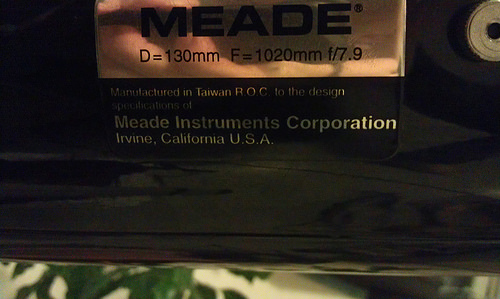 MEADE®
D=130mm F=1020mm f/7.9
Manufactured in Taiwan R.O.C. to the design
specifications of
Meade Instruments Corporation
Irvine, California U.S.A.